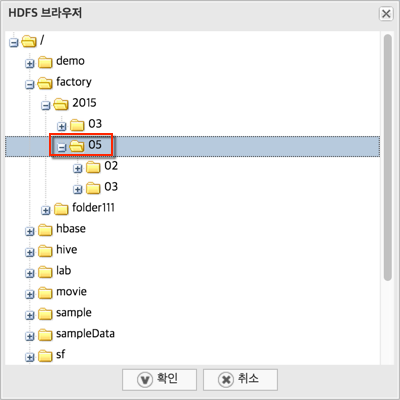 HDFS 브라우저
/
demo
factory
2015
03
05
02
03
folder111
hbase
hive
lab
movie
sample
sampleData
sf
확인 취소